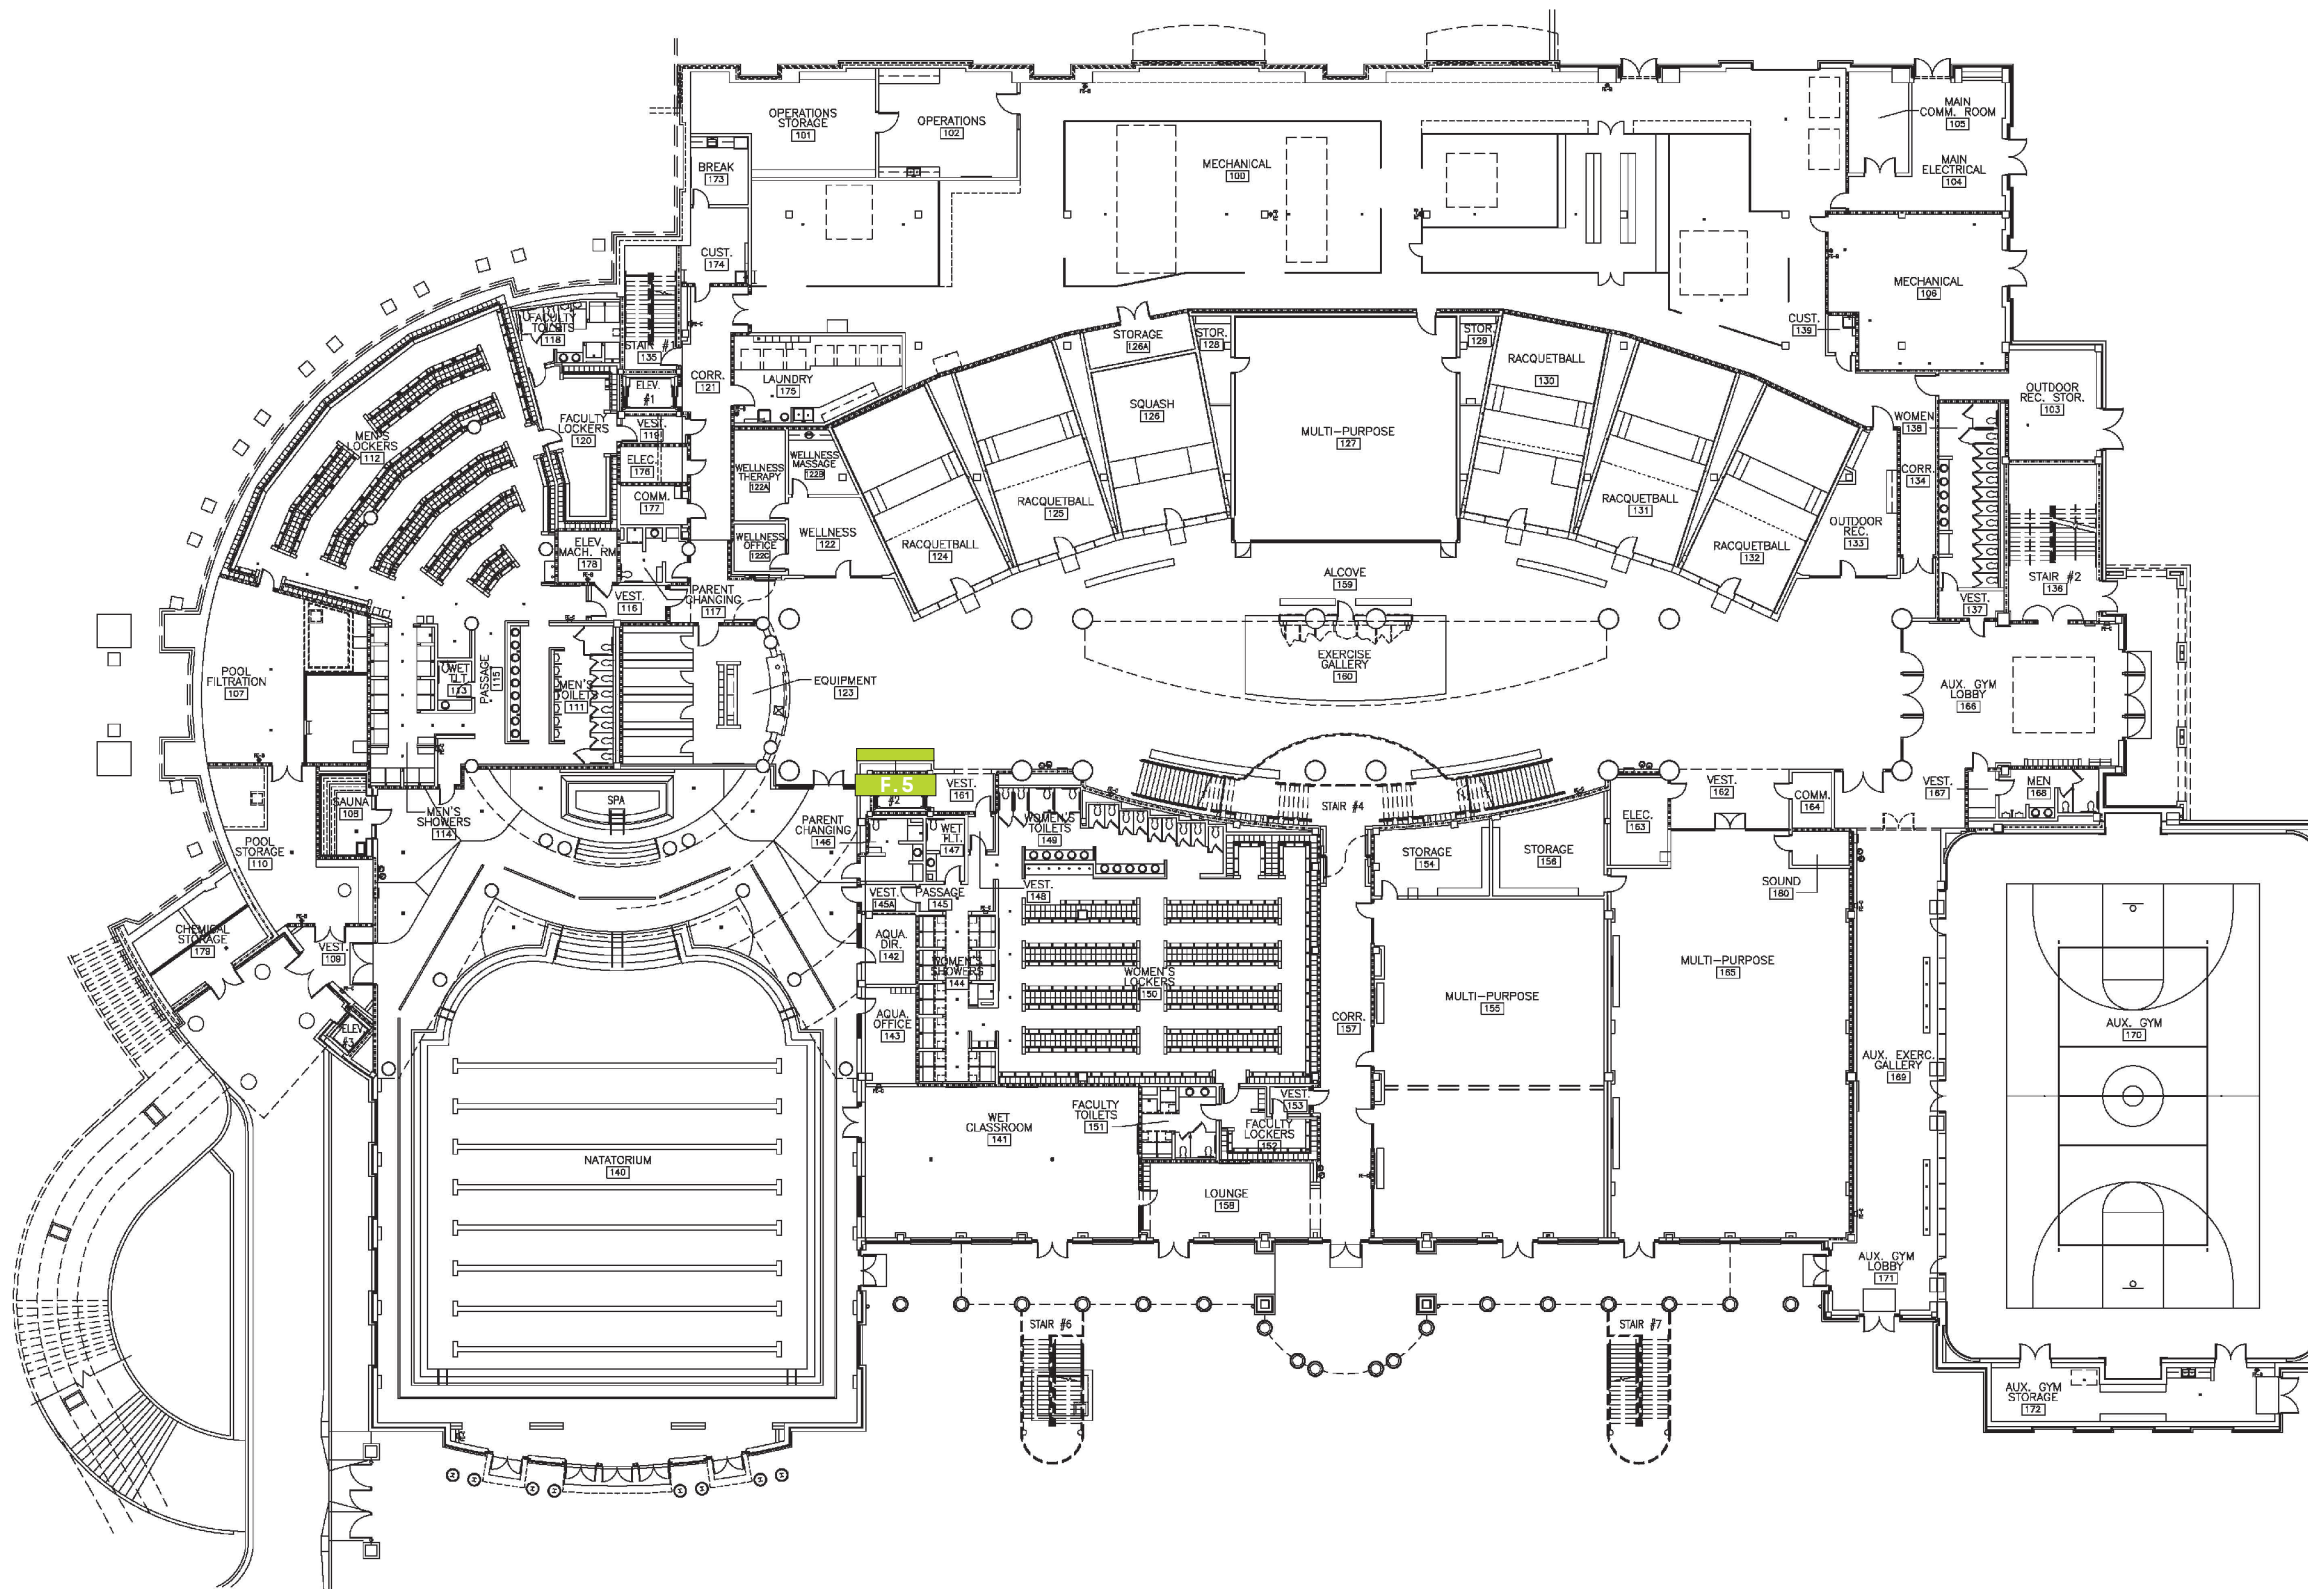 OPERATIONS
STORAGE
101
OPERATIONS
102
MAIN
COMM. ROOM
105
MAIN
ELECTRICAL
104
BREAK
173
MECHANICAL
100
CUST.
174
MECHANICAL
106
CUST.
139
FACULTY
TOILETS
118
STAIR #1
135
ELEV.
#1
CORR.
121
LAUNDRY
175
STORAGE
126A
STOR.
128
STOR.
129
RACQUETBALL
130
OUTDOOR
REC. STOR.
103
SQUASH
126
MULTI-PURPOSE
127
WOMEN
138
MEN'S
LOCKERS
112
FACULTY
LOCKERS
120
VEST.
119
ELEC.
176
COMM.
177
WELLNESS
THERAPY
122A
WELLNESS
MASSAGE
122B
WELLNESS
OFFICE
122C
WELLNESS
122
RACQUETBALL
124
RACQUETBALL
125
RACQUETBALL
131
RACQUETBALL
132
OUTDOOR
REC.
133
CORR.
134
STAIR #2
136
VEST.
137
ELEV.
MACH. RM
178
VEST.
116
PARENT
CHANGING
117
ALCOVE
159
EXERCISE
GALLERY
160
POOL
FILTRATION
107
WET
TLT.
113
PASSAGE
115
MEN'S
TOILETS
111
EQUIPMENT
123
AUX. GYM
LOBBY
166
F.5
#2
VEST.
161
SAUNA
108
MEN'S
SHOWERS
114
SPA
PARENT
CHANGING
146
WET
TLT.
147
WOMEN'S
TOILETS
149
STAIR #4
ELEC.
163
VEST.
162
COMM.
164
VEST.
167
MEN
168
POOL
STORAGE
110
STORAGE
154
STORAGE
156
SOUND
180
VEST.
145A
PASSAGE
145
VEST.
148
CHEMICAL
STORAGE
179
VEST.
109
ELEV.
#3
AQUA.
DIR.
142
WOMEN'S
SHOWERS
144
WOMEN'S
LOCKERS
150
AQUA.
OFFICE
143
CORR.
157
MULTI-PURPOSE
155
MULTI-PURPOSE
165
AUX. EXERC.
GALLERY
169
AUX. GYM
170
WET
CLASSROOM
141
FACULTY
TOILETS
151
VEST.
153
FACULTY
LOCKERS
152
NATATORIUM
140
LOUNGE
158
AUX. GYM
LOBBY
171
STAIR #6
STAIR #7
AUX. GYM
STORAGE
172